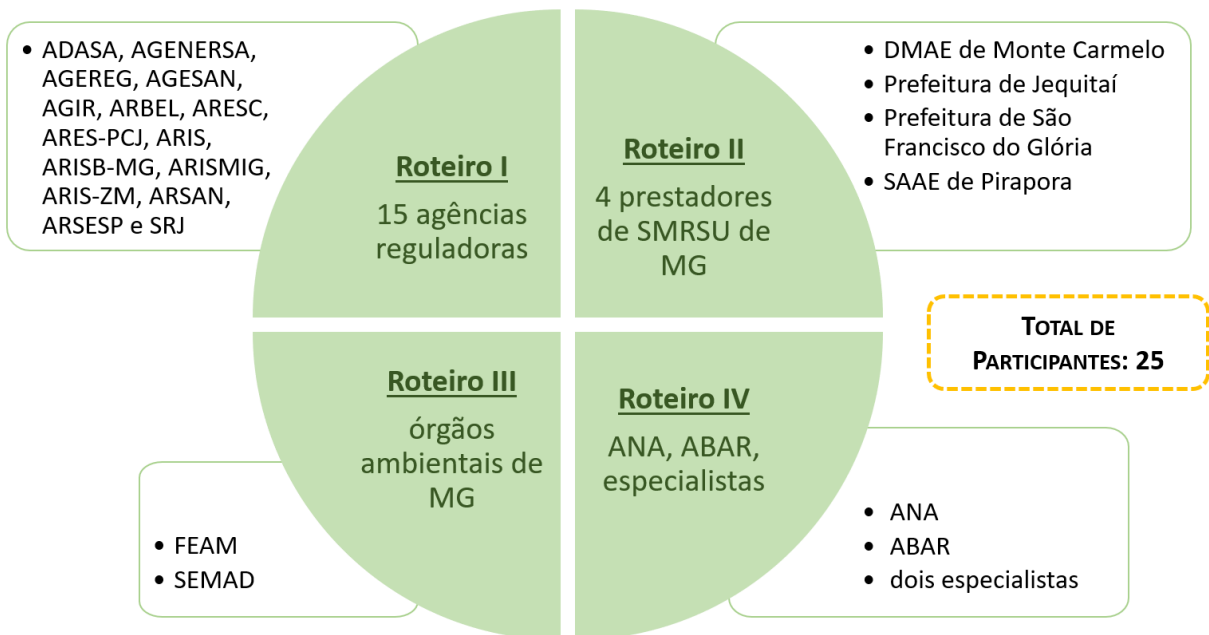 • ADASA, AGENERSA,
AGEREG, AGESAN,
AGIR, ARBEL, ARESC,
ARES-PCJ, ARIS,
ARISB-MG, ARISMIG,
ARIS-ZM, ARSAN,
ARSESP e SRJ
Roteiro I
15 agências
reguladoras
Roteiro II
4 prestadores
de SMRSU de
MG
• DMAE de Monte Carmelo
• Prefeitura de Jequitaí
• Prefeitura de São
Francisco do Glória
• SAAE de Pirapora
TOTAL DE
PARTICIPANTES: 25
Roteiro III
órgãos
ambientais de
MG
• FEAM
• SEMAD
Roteiro IV
ANA, ABAR,
especialistas
• ANA
• ABAR
• dois especialistas